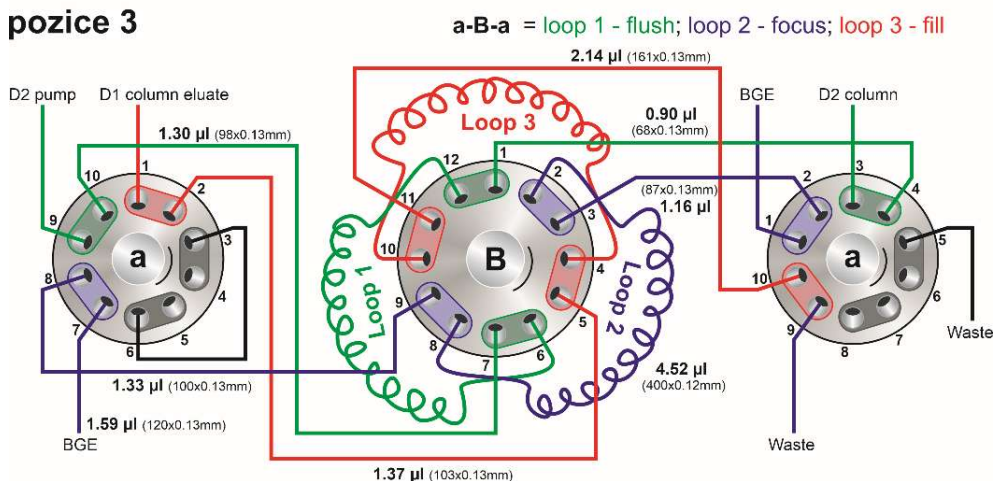 pozice 3
a-B-a = loop 1 - flush; loop 2 - focus; loop 3 - fill
2.14 µl (161x0.13mm)
D2 pump
D1 column eluate
1.30 µl (98x0.13mm)
Loop 3
0.90 µl
(68x0.13mm)
BGE
D2 column
(87x0.13mm)
1.16 µl
1
2
3
4
5
6
7
8
9
10
a
1
2
3
4
5
6
7
8
9
10
11
12
B
Loop 1
Loop 2
1
2
3
4
5
6
7
8
9
10
a
Waste
4.52 µl
(400x0.12mm)
1.33 µl (100x0.13mm)
1.59 µl (120x0.13mm)
BGE
Waste
1.37 µl (103x0.13mm)